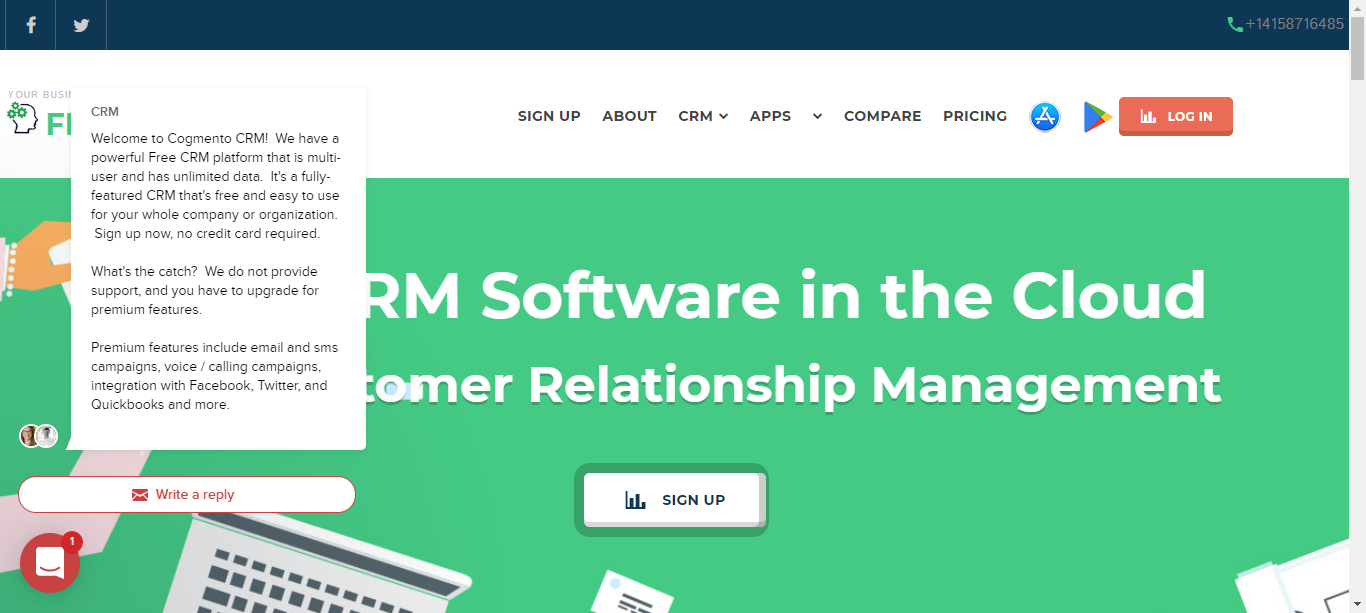 +14158716485
YOUR BUSI
SIGN UP
ABOUT
CRM
APPS
COMPARE
PRICING
LOG IN
CRM
Welcome to Cogmento CRM!  We have a
powerful Free CRM platform that is multi-
user and has unlimited data.  It's a fully-
featured CRM that's free and easy to use
for your whole company or organization.
Sign up now, no credit card required.
What's the catch?  We do not provide
support, and you have to upgrade for
premium features.
Premium features include email and sms
campaigns, voice / calling campaigns,
integration with Facebook, Twitter, and
Quickbooks and more.
RM Software in the Cloud
tomer Relationship Management
SIGN UP
Write a reply
1